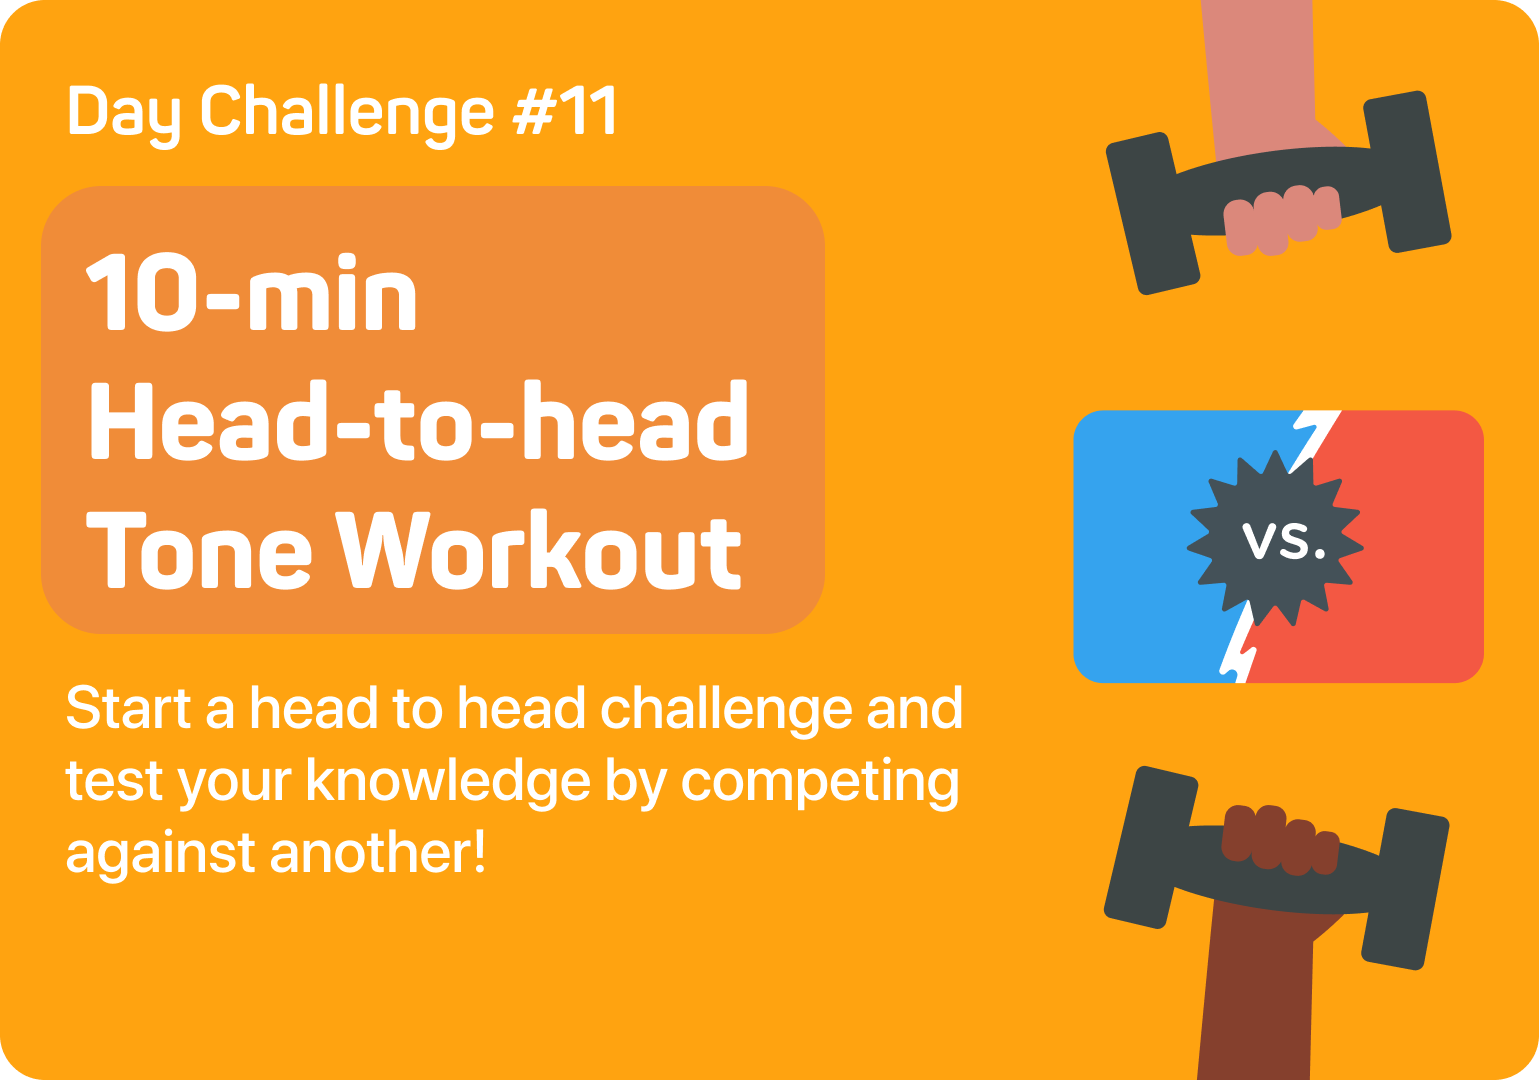 Day Challenge #11
10-min
Head-to-head
Tone Workout
Start a head to head challenge and
test your knowledge by competing
against another!
vs.